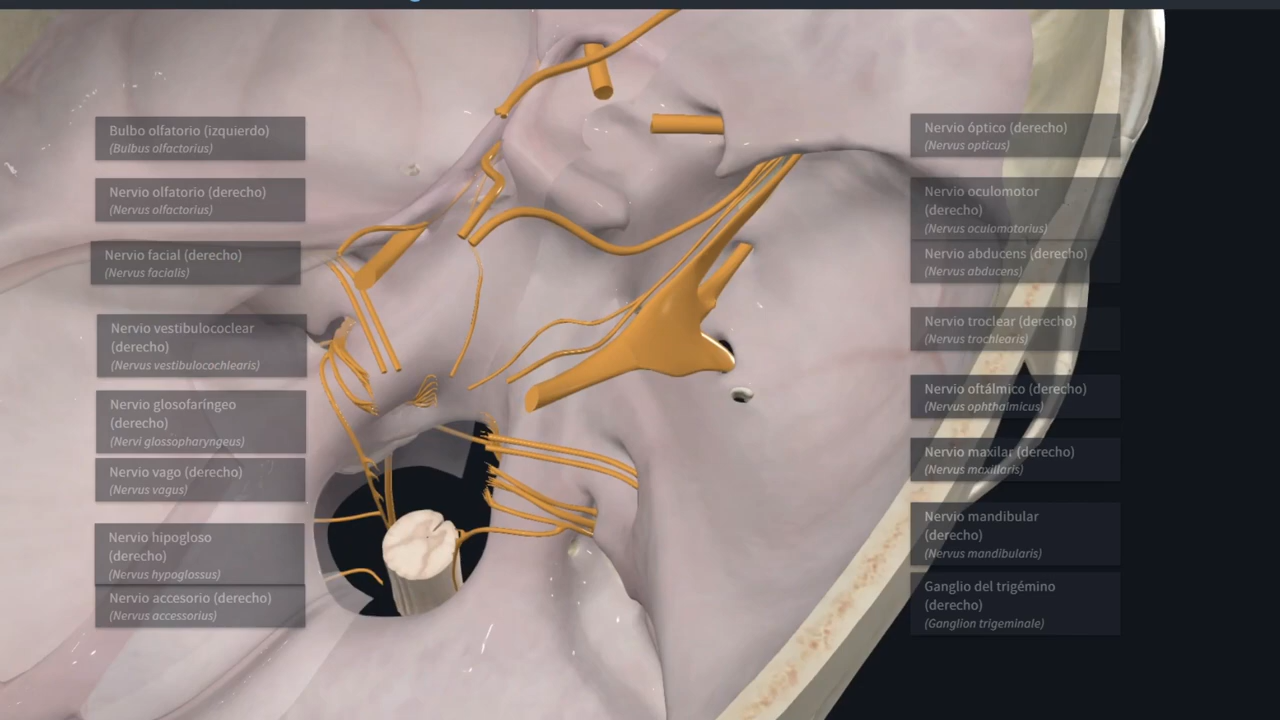 Bulbo olfatorio (izquierdo)
(Bulbus olfactorius)
Nervio olfatorio (derecho)
(Nervus olfactorius)
Nervio facial (derecho)
(Nervus facialis)
Nervio vestibulococlear
(derecho)
(Nervus vestibulocochlearis)
Nervio glosofaríngeo
(derecho)
(Nervi glossopharyngeus)
Nervio vago (derecho)
(Nervus vagus)
Nervio hipogloso
(derecho)
(Nervus hypoglossus)
Nervio accesorio (derecho)
(Nervus accessorius)
Nervio óptico (derecho)
(Nervus opticus)
Nervio oculomotor
(derecho)
(Nervus oculomotorius)
Nervio abducens (derecho)
(Nervus abducens)
Nervio troclear (derecho)
(Nervus trochlearis)
Nervio oftálmico (derecho)
(Nervus ophthalmicus)
Nervio maxilar (derecho)
(Nervus maxillaris)
Nervio mandibular
(derecho)
(Nervus mandibularis)
Ganglio del trigémino
(derecho)
(Ganglion trigeminale)